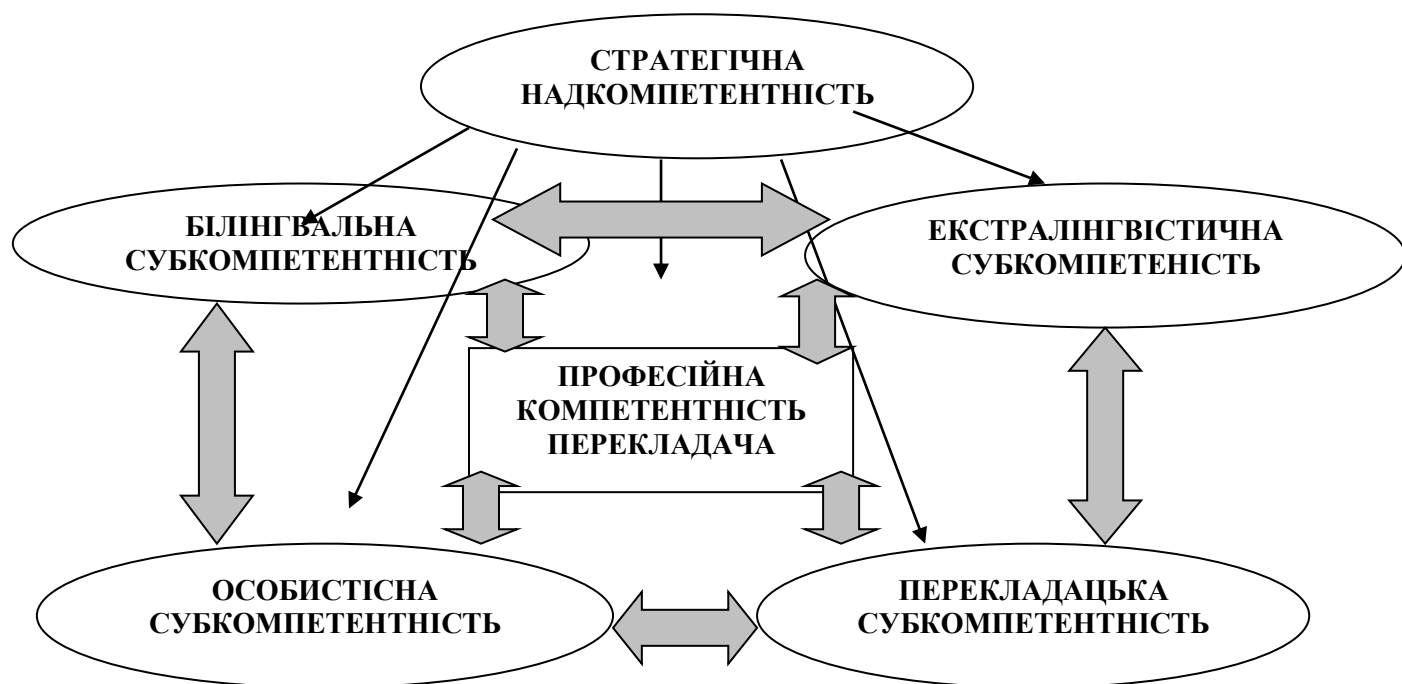 СТРАТЕГІЧНА
НАДКОМПЕТЕНТНІСТЬ
БІЛІНГВАЛЬНА
СУБКОМПЕТЕНТНІСТЬ
ЕКСТРАЛІНГВІСТИЧНА
СУБКОМПЕТЕНІСТЬ
ПРОФЕСІЙНА
КОМПЕТЕНТНІСТЬ
ПЕРЕКЛАДАЧА
ОСОБИСТІСНА
СУБКОМПЕТЕНТНІСТЬ
ПЕРЕКЛАДАЦЬКА
СУБКОМПЕТЕНТНІСТЬ